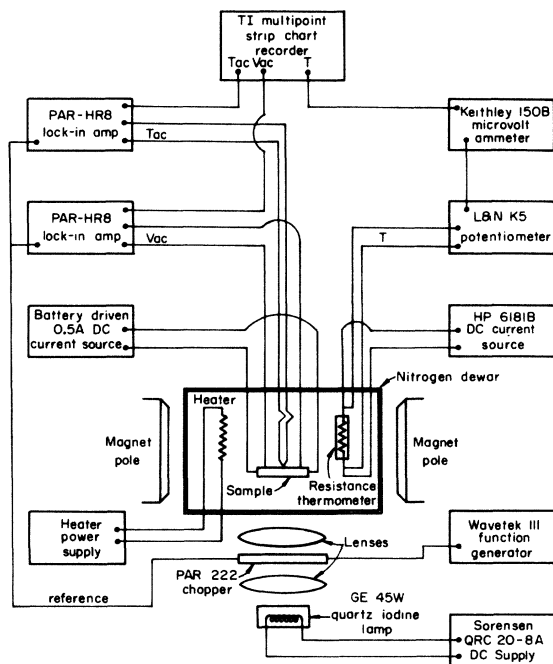 TI multipoint
strip chart
recorder
Tac Vac T
PAR-HR8
lock-in amp
Tac
Keithley 150B
microvolt
ammeter
PAR-HR8
lock-in amp
Vac
L&N K5
potentiometer
T
Battery driven
0.5A DC
current source
HP 6181B
DC current
source
Nitrogen dewar
Heater
Magnet
pole
Magnet
pole
Sample
Resistance
thermometer
Heater
power
supply
Lenses
Wavetek III
function
generator
PAR 222
chopper
reference
GE 45W
quartz iodine
lamp
Sorensen
QRC 20-8A
DC Supply